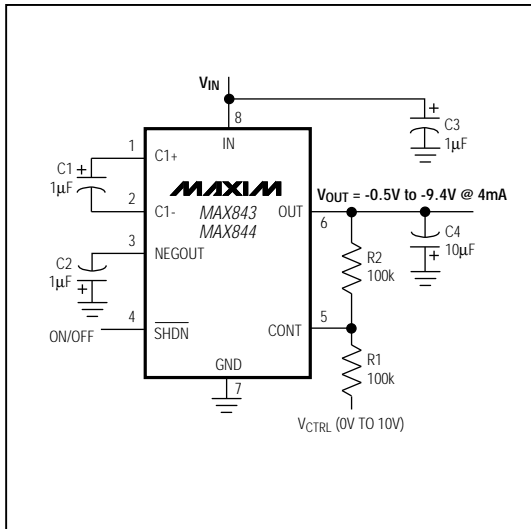 VIN
8
IN
C3
1µF
1
C1+
C1
1µF
2
C1-
MAXIM
MAX843
MAX844
OUT
6
VOUT = -0.5V to -9.4V @ 4mA
C4
10µF
R2
100k
3
NEGOUT
C2
1µF
4
SHDN
ON/OFF
5
CONT
R1
100k
GND
7
VCTRL (0V TO 10V)